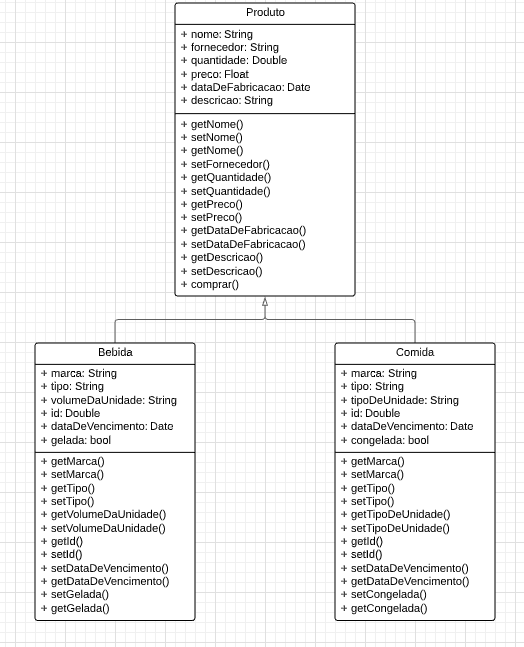 Produto
+ nome: String
+ fornecedor: String
+ quantidade: Double
+ preco: Float
+ dataDeFabricacao: Date
+ descricao: String
+ getNome()
+ setNome()
+ getNome()
+ setFornecedor()
+ getQuantidade()
+ setQuantidade()
+ getPreco()
+ setPreco()
+ getDataDeFabricacao()
+ setDataDeFabricacao()
+ getDescricao()
+ setDescricao()
+ comprar()
Bebida
+ marca: String
+ tipo: String
+ volumeDaUnidade: String
+ id: Double
+ dataDeVencimento: Date
+ gelada: bool
+ getMarca()
+ setMarca()
+ getTipo()
+ setTipo()
+ getVolumeDaUnidade()
+ setVolumeDaUnidade()
+ getId()
+ setId()
+ setDataDeVencimento()
+ getDataDeVencimento()
+ setGelada()
+ getGelada()
Comida
+ marca: String
+ tipo: String
+ tipoDeUnidade: String
+ id: Double
+ dataDeVencimento: Date
+ congelada: bool
+ getMarca()
+ setMarca()
+ getTipo()
+ setTipo()
+ getTipoDeUnidade()
+ setTipoDeUnidade()
+ getId()
+ setId()
+ setDataDeVencimento()
+ getDataDeVencimento()
+ setCongelada()
+ getCongelada()